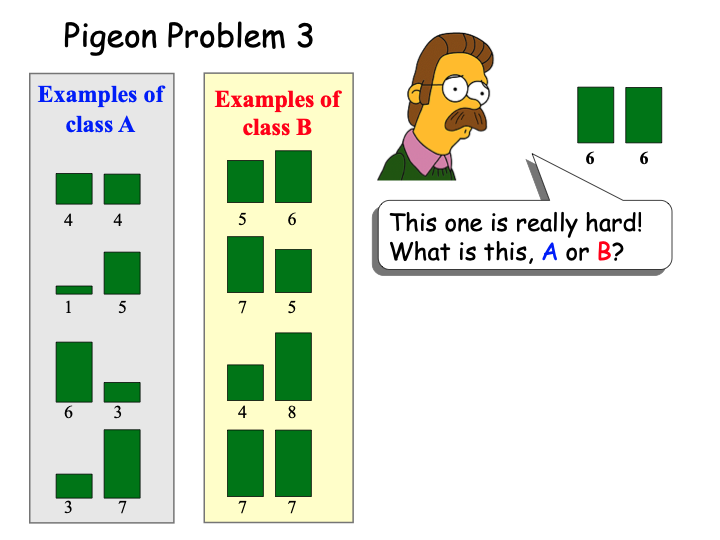 Pigeon Problem 3
Examples of
class A
4 4
1 5
6 3
3 7
Examples of
class B
5 6
7 5
4 8
7 7
6 6
This one is really hard!
What is this, A or B?